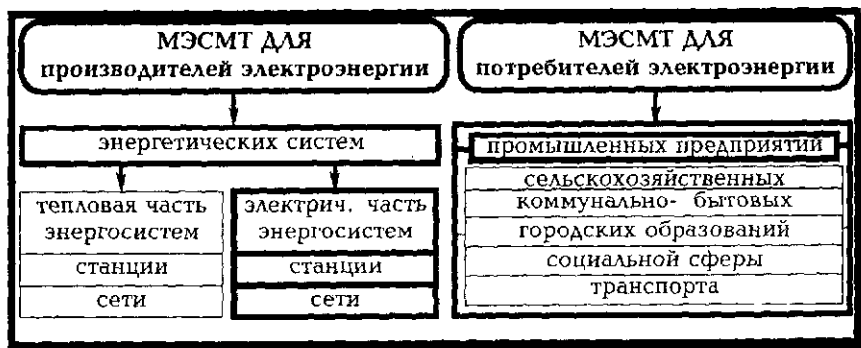 МЭСМТ ДЛЯ
производителей электроэнергии
энергетических систем
тепловая часть
энергосистем
станции
сети
электрич. часть
энергосистем
станции
сети
МЭСМТ ДЛЯ
потребителей электроэнергии
промышленных предприятий
сельскохозяйственных
коммунально- бытовых
городских образований
социальной сферы
транспорта